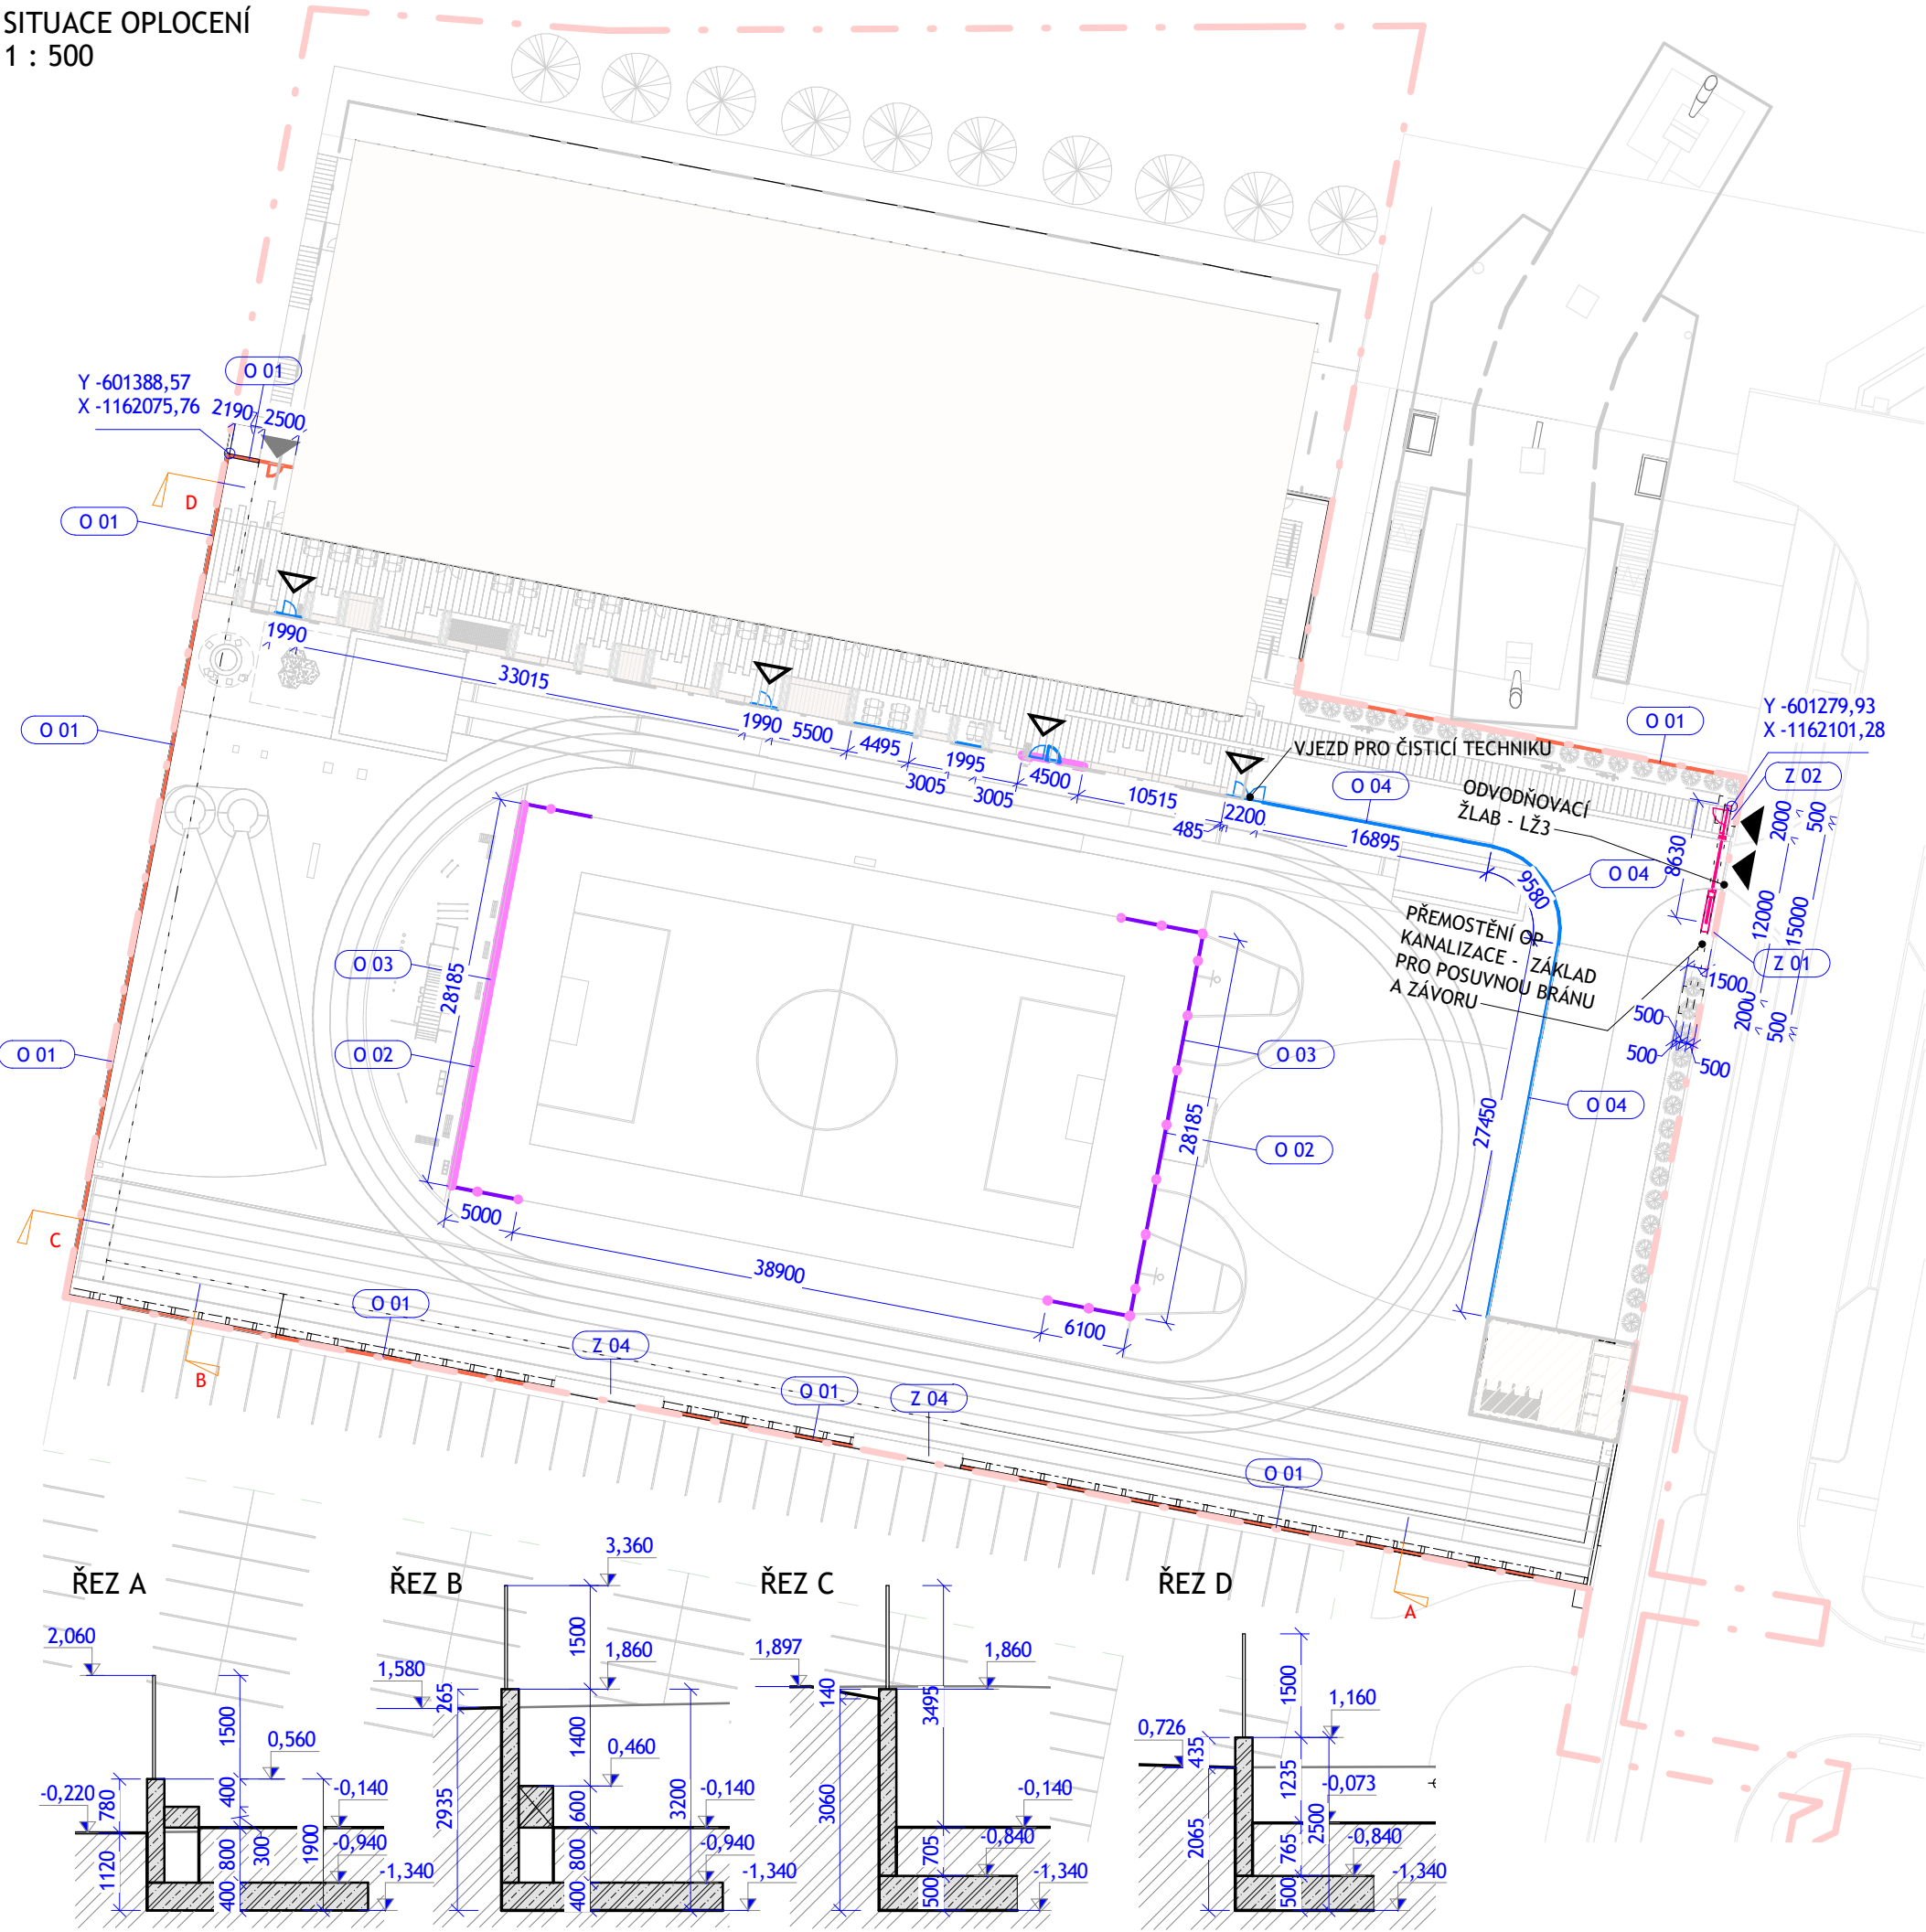 SITUACE OPLOCENÍ
1 : 500
Y -601388,57
X -1162075,76
O 01
2190
2500
D
O 01
O 01
O 01
1990
33015
1990
5500
4495
3005
1995
3005
4500
10515
485
2200
16895
9580
VJEZD PRO ČISTICÍ TECHNIKU
O 04
ODVODŇOVACÍ
ŽLAB - LŽ3
O 04
PŘEMOSTĚNÍ OP
KANALIZACE - ZÁKLAD
PRO POSUVNOU BRÁNU
A ZÁVORU
O 01
Y -601279,93
X -1162101,28
Z 02
8630
2000
500
12000
15000
Z 01
1500
2000
500
500
500
500
O 04
27450
O 03
28185
O 02
O 03
28185
O 02
5000
38900
6100
C
B
O 01
Z 04
O 01
Z 04
O 01
A
ŘEZ A
2,060
1500
0,560
-0,220
780
400
-0,140
1120
800
300
1900
-0,940
400
-1,340
ŘEZ B
3,360
1500
1,860
1,580
265
1400
0,460
2935
600
3200
-0,140
800
-0,940
400
-1,340
ŘEZ C
1,897
1,860
140
3495
3060
-0,140
705
-0,840
500
-1,340
ŘEZ D
1500
1,160
0,726
435
1235
-0,073
2065
2500
765
-0,840
500
-1,340